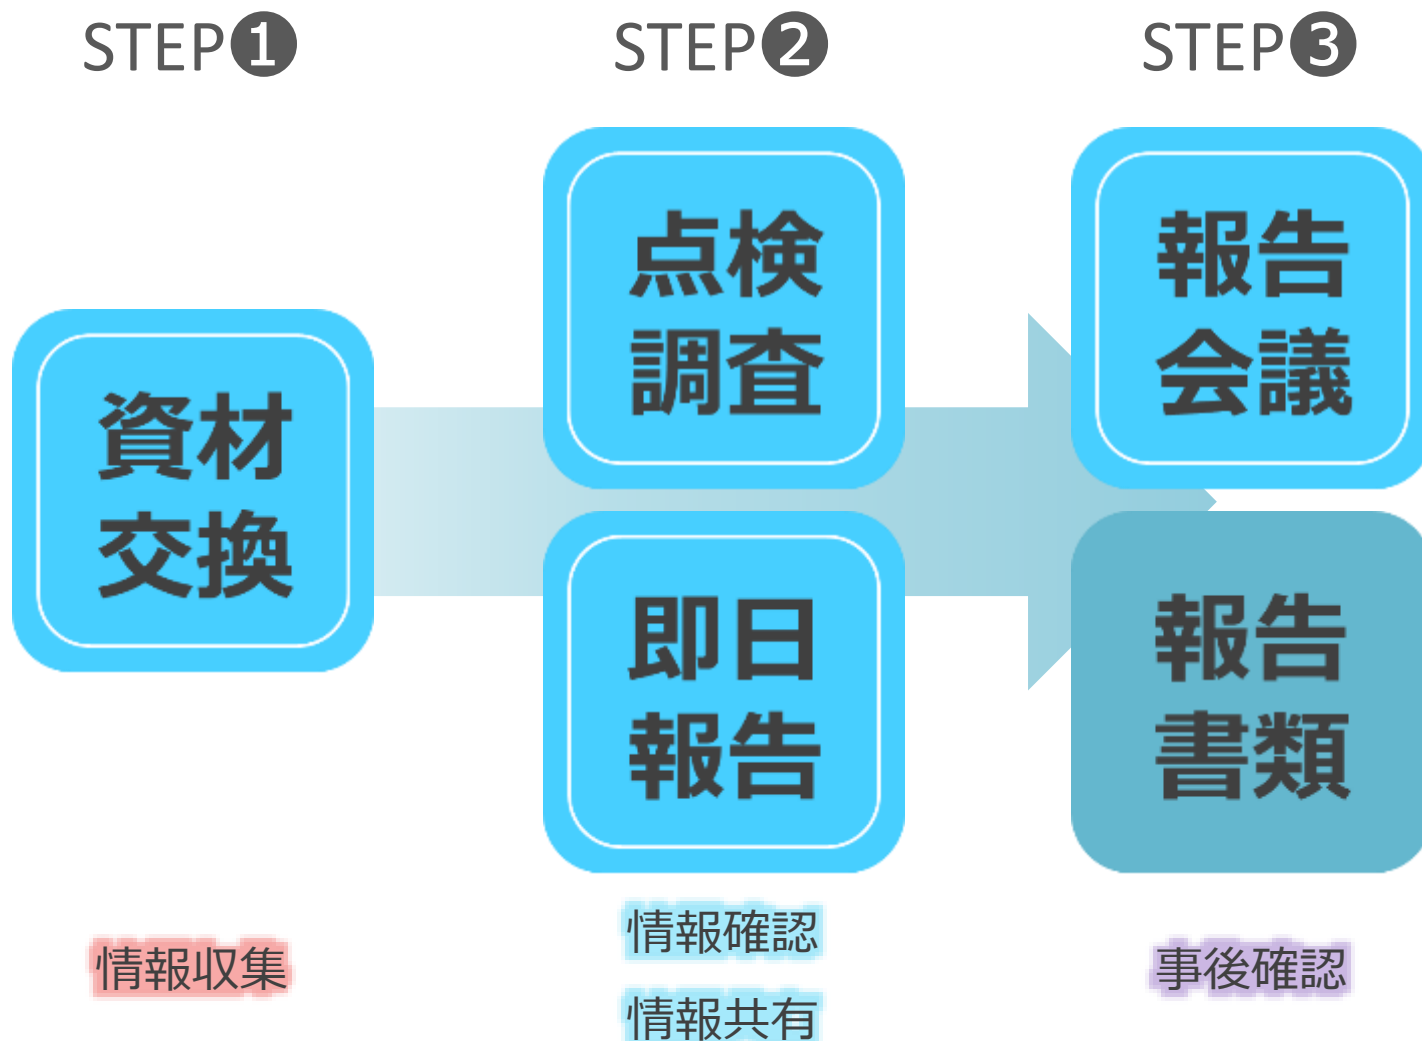 STEP❶
STEP❷
STEP❸
資材
交換
点検
調査
即日
報告
報告
会議
報告
書類
情報収集
情報確認
情報共有
事後確認